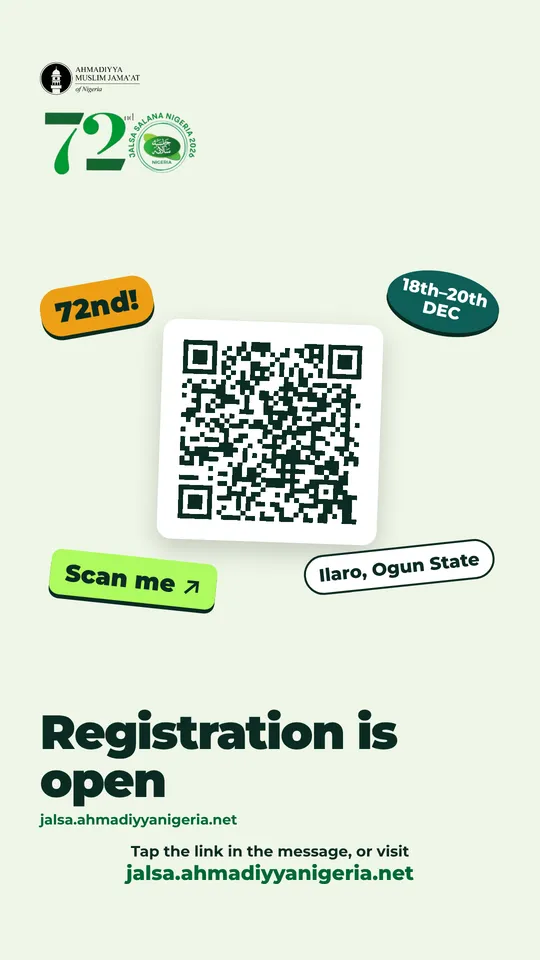 AHMADIYYA
MUSLIM JAMA'AT
of Nigeria
72nd
JALSA SALANA NIGERIA 2026
جلسہ سالانہ
NIGERIA
72nd!
18th–20th
DEC
Scan me ↗
Ilaro, Ogun State
Registration is
open
jalsa.ahmadiyyanigeria.net
Tap the link in the message, or visit
jalsa.ahmadiyyanigeria.net